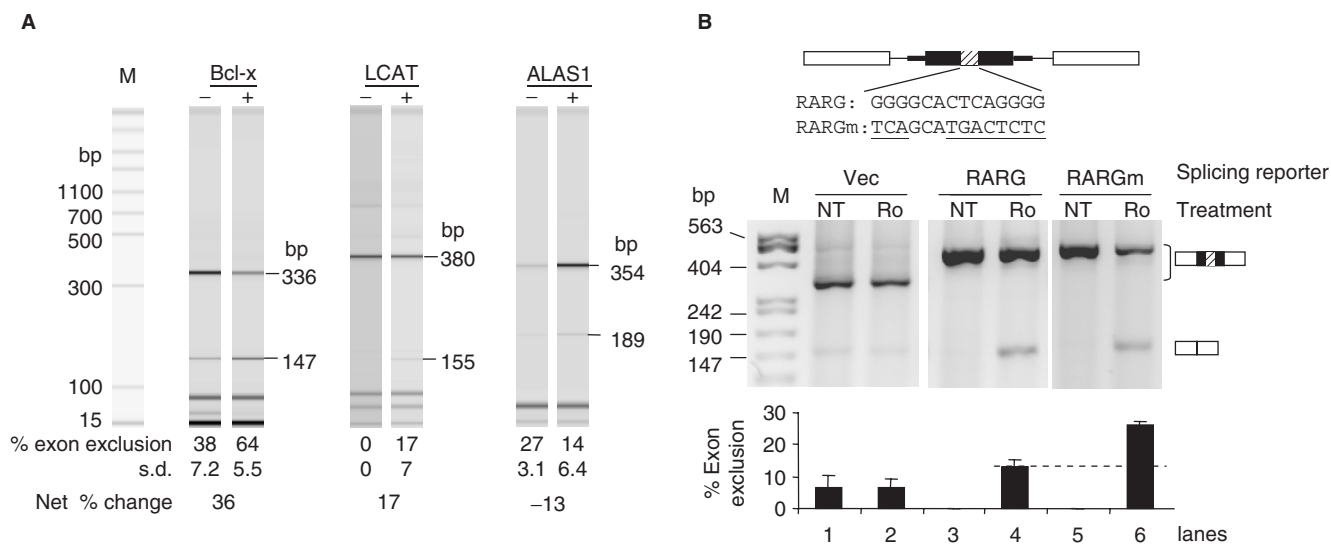 A
M
Bcl-x LCAT ALAS1
– + – + – +
bp
1100
700
500
300
100
15
bp
336
147
bp
380
155
354
189
% exon exclusion 38 64 0 17 27 14
s.d. 7.2 5.5 0 7 3.1 6.4
Net % change 36 17 –13
B
RARG: GGGGCACTCAGGGG
RARGm:TCAGCATGACTCTC
Vec RARG RARGm Splicing reporter
bp M NT Ro NT Ro NT Ro Treatment
563
404
242
190
147
% Exon
exclusion
30
20
10
0
1 2 3 4 5 6 lanes